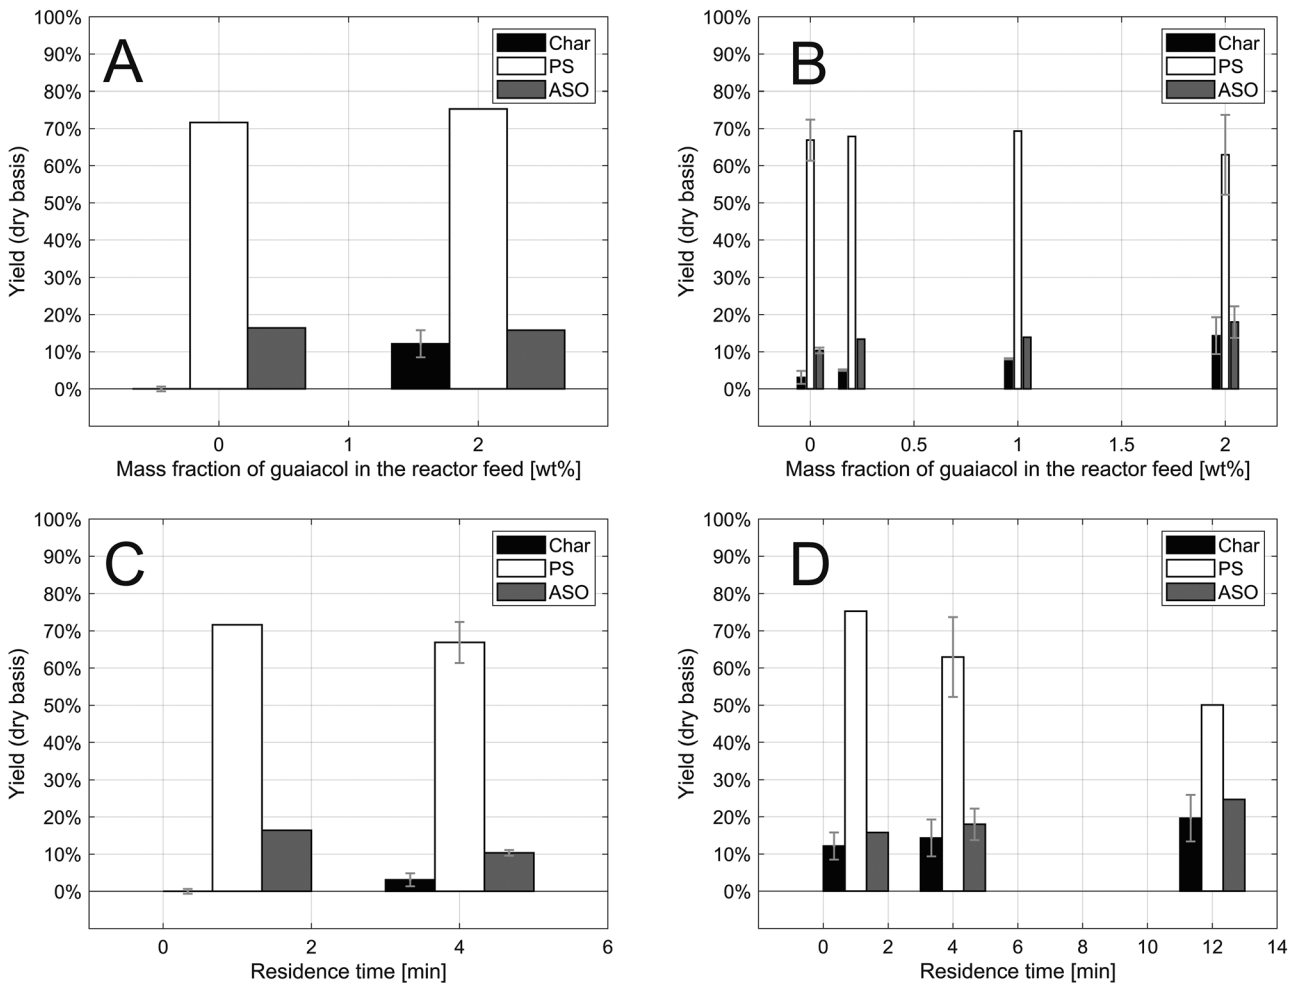 A
100%
90%
80%
70%
60%
50%
40%
30%
20%
10%
0%
Yield (dry basis)
Char
PS
ASO
0
1
2
Mass fraction of guaiacol in the reactor feed [wt%]
B
100%
90%
80%
70%
60%
50%
40%
30%
20%
10%
0%
Yield (dry basis)
Char
PS
ASO
0
0.5
1
1.5
2
Mass fraction of guaiacol in the reactor feed [wt%]
C
100%
90%
80%
70%
60%
50%
40%
30%
20%
10%
0%
Yield (dry basis)
Char
PS
ASO
0
2
4
6
Residence time [min]
D
100%
90%
80%
70%
60%
50%
40%
30%
20%
10%
0%
Yield (dry basis)
Char
PS
ASO
0
2
4
6
8
10
12
14
Residence time [min]